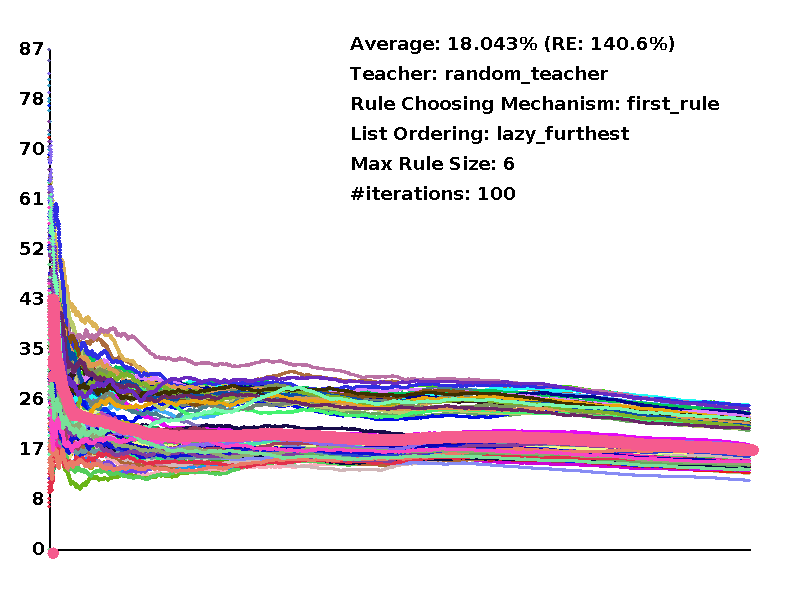 87
78
70
61
52
43
35
26
17
8
0
Average: 18.043% (RE: 140.6%)
Teacher: random_teacher
Rule Choosing Mechanism: first_rule
List Ordering: lazy_furthest
Max Rule Size: 6
#iterations: 100